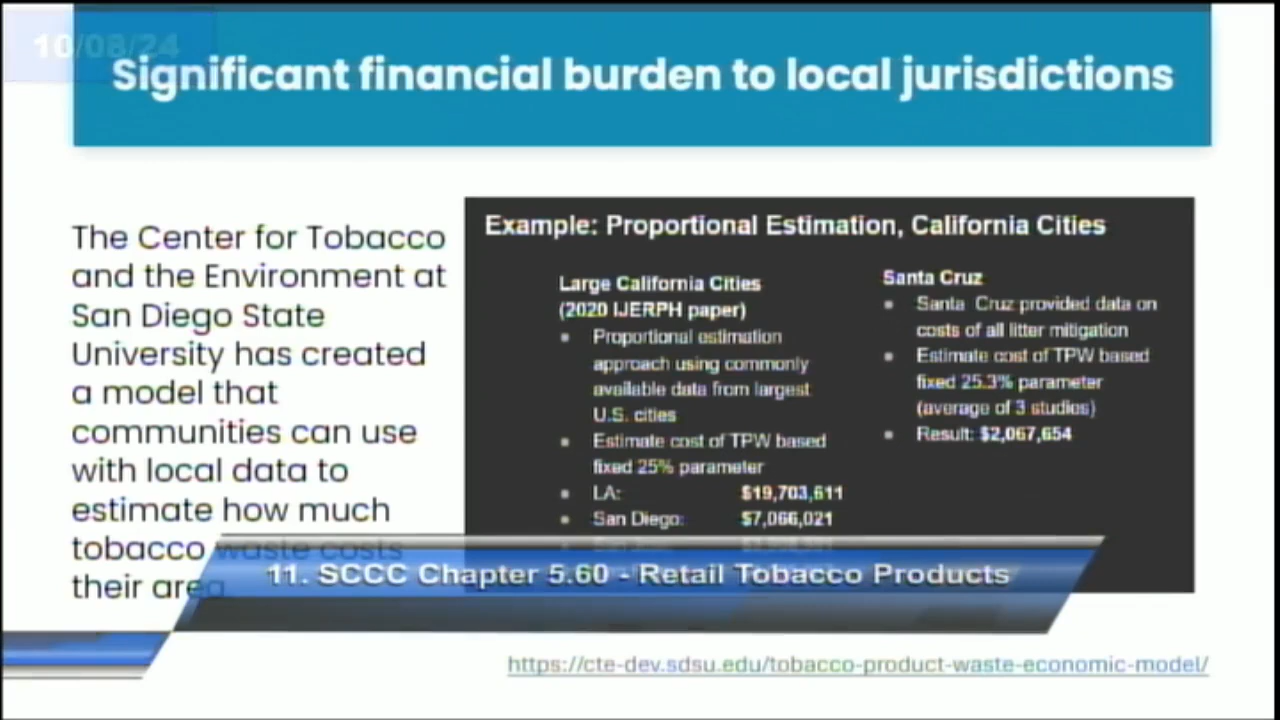 10/08/24
Significant financial burden to local jurisdictions
The Center for Tobacco
and the Environment at
San Diego State
University has created
a model that
communities can use
with local data to
estimate how much
tobacco waste costs
their area
Example: Proportional Estimation, California Cities
Large California Cities
(2020 IJERPH paper)
• Proportional estimation
approach using commonly
available data from largest
U.S. cities
• Estimate cost of TPW based
fixed 25% parameter
• LA: $19,703,611
• San Diego: $7,066,021
Santa Cruz
• Santa Cruz provided data on
costs of all litter mitigation
• Estimate cost of TPW based
fixed 25.3% parameter
(average of 3 studies)
• Result: $2,067,654
11. SCCC Chapter 5.60 - Retail Tobacco Products
https://cte-dev.sdsu.edu/tobacco-product-waste-economic-model/